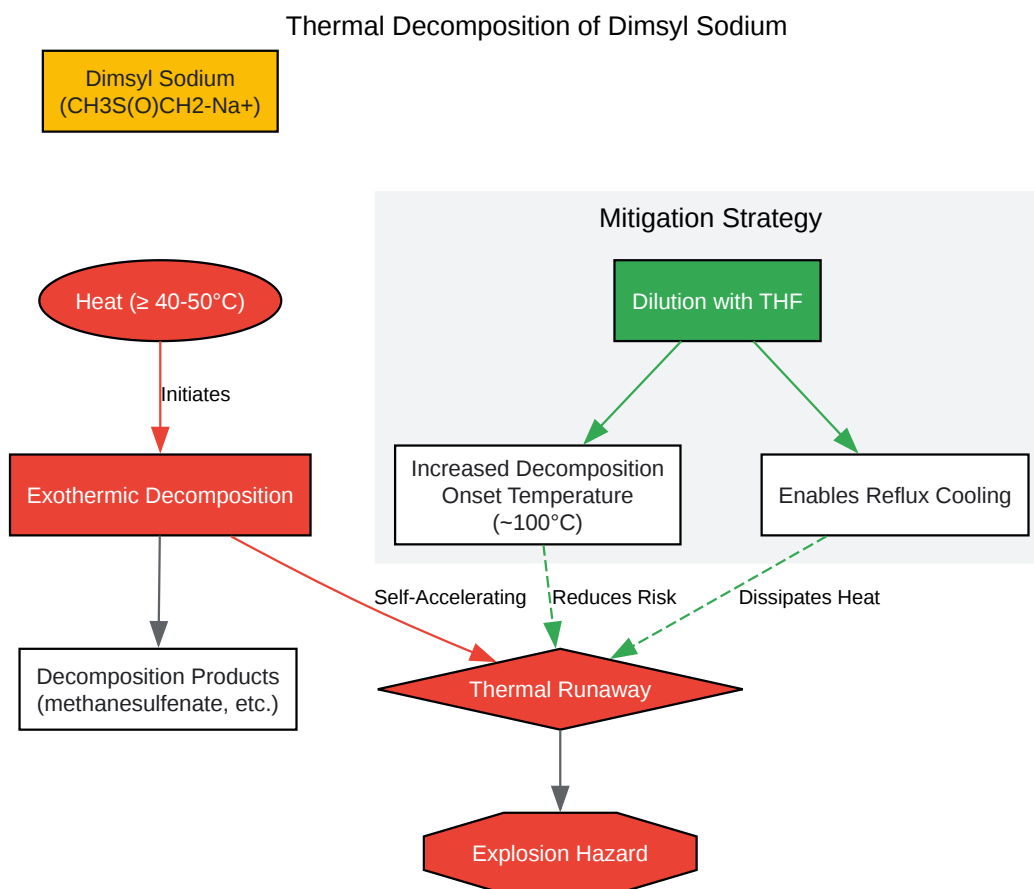 Thermal Decomposition of Dimsyl Sodium
Dimsyl Sodium
(CH3S(O)CH2-Na+)
Mitigation Strategy
Heat (≥ 40-50°C)
Dilution with THF
Initiates
Exothermic Decomposition
Increased Decomposition
Onset Temperature
(~100°C)
Enables Reflux Cooling
Self-Accelerating
Reduces Risk
Dissipates Heat
Decomposition Products
(methanesulfenate, etc.)
Thermal Runaway
Explosion Hazard